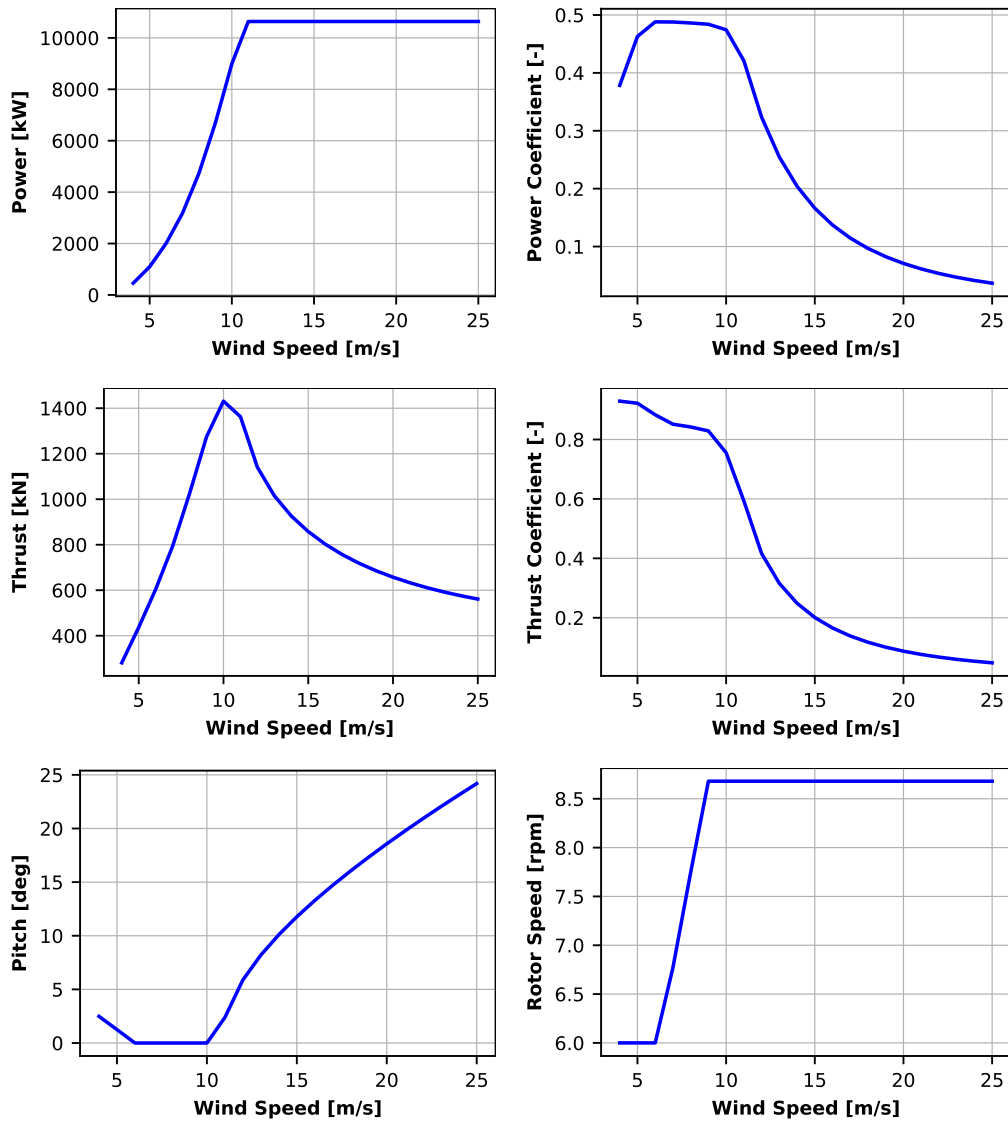 10000
8000
6000
4000
2000
0
Power [kW]
5 10 15 20 25
Wind Speed [m/s]
0.5
0.4
0.3
0.2
0.1
Power Coefficient [-]
5 10 15 20 25
Wind Speed [m/s]
1400
1200
1000
800
600
400
Thrust [kN]
5 10 15 20 25
Wind Speed [m/s]
0.8
0.6
0.4
0.2
Thrust Coefficient [-]
5 10 15 20 25
Wind Speed [m/s]
25
20
15
10
5
0
Pitch [deg]
5 10 15 20 25
Wind Speed [m/s]
8.5
8.0
7.5
7.0
6.5
6.0
Rotor Speed [rpm]
5 10 15 20 25
Wind Speed [m/s]